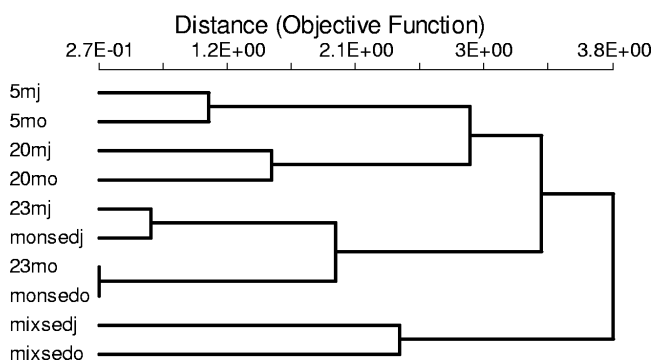 Distance (Objective Function)
2.7E-01 1.2E+00 2.1E+00 3E+00 3.8E+00
5mj
5mo
20mj
20mo
23mj
monsedj
23mo
monsedo
mixsedj
mixsedo